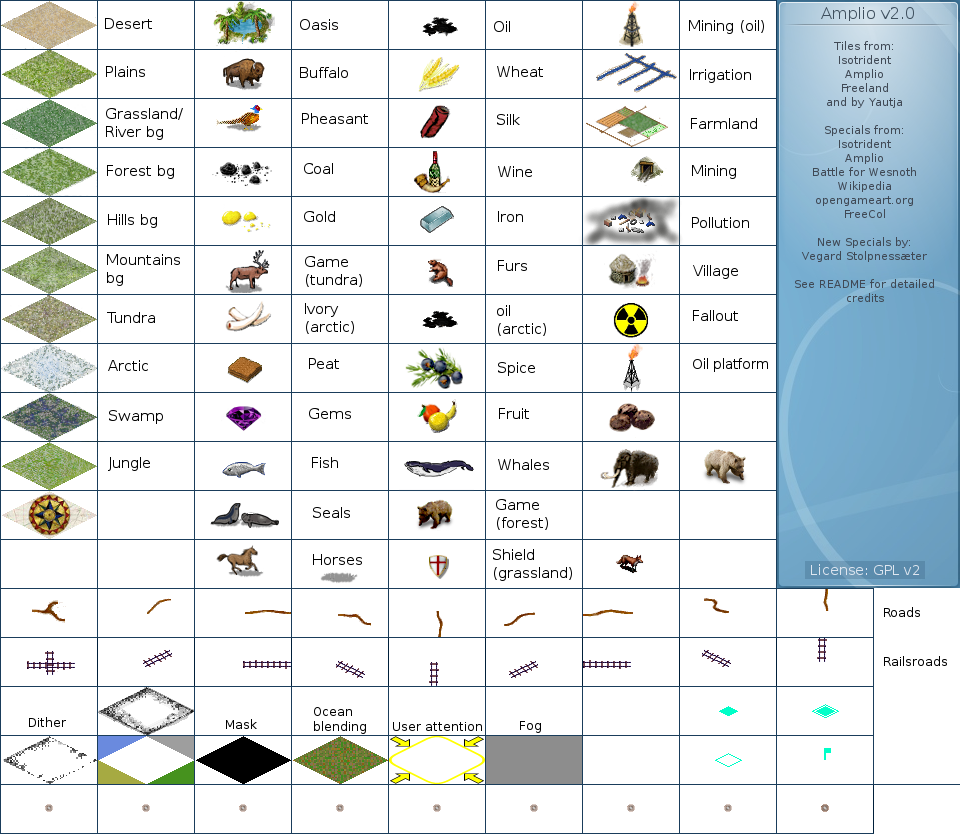 Desert
Oasis
Oil
Mining (oil)
Plains
Buffalo
Wheat
Irrigation
Grassland/
River bg
Pheasant
Silk
Farmland
Forest bg
Coal
Wine
Mining
Hills bg
Gold
Iron
Pollution
Mountains
bg
Game
(tundra)
Furs
Village
Tundra
Ivory
(arctic)
oil
(arctic)
Fallout
Arctic
Peat
Spice
Oil platform
Swamp
Gems
Fruit
Jungle
Fish
Whales
Seals
Game
(forest)
Horses
Shield
(grassland)
Amplio v2.0
Tiles from:
Isotrident
Amplio
Freeland
and by Yautja
Specials from:
Isotrident
Amplio
Battle for Wesnoth
Wikipedia
opengameart.org
FreeCol
New Specials by:
Vegard Stolpnessæter
See README for detailed
credits
License: GPL v2
Roads
Railsroads
Dither
Mask
Ocean
blending
User attention
Fog